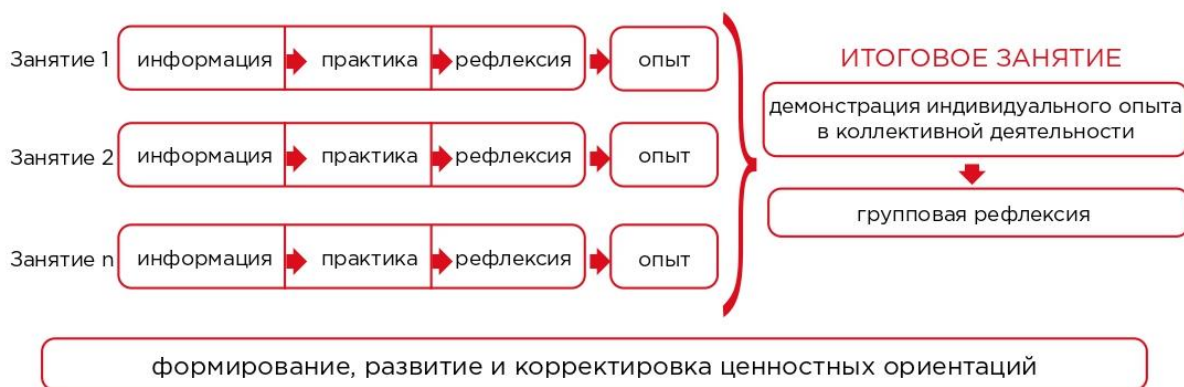 Занятие 1 информация практика рефлексия опыт
Занятие 2 информация практика рефлексия опыт
Занятие n информация практика рефлексия опыт
ИТОГОВОЕ ЗАНЯТИЕ
демонстрация индивидуального опыта
в коллективной деятельности
групповая рефлексия
формирование, развитие и корректировка ценностных ориентаций